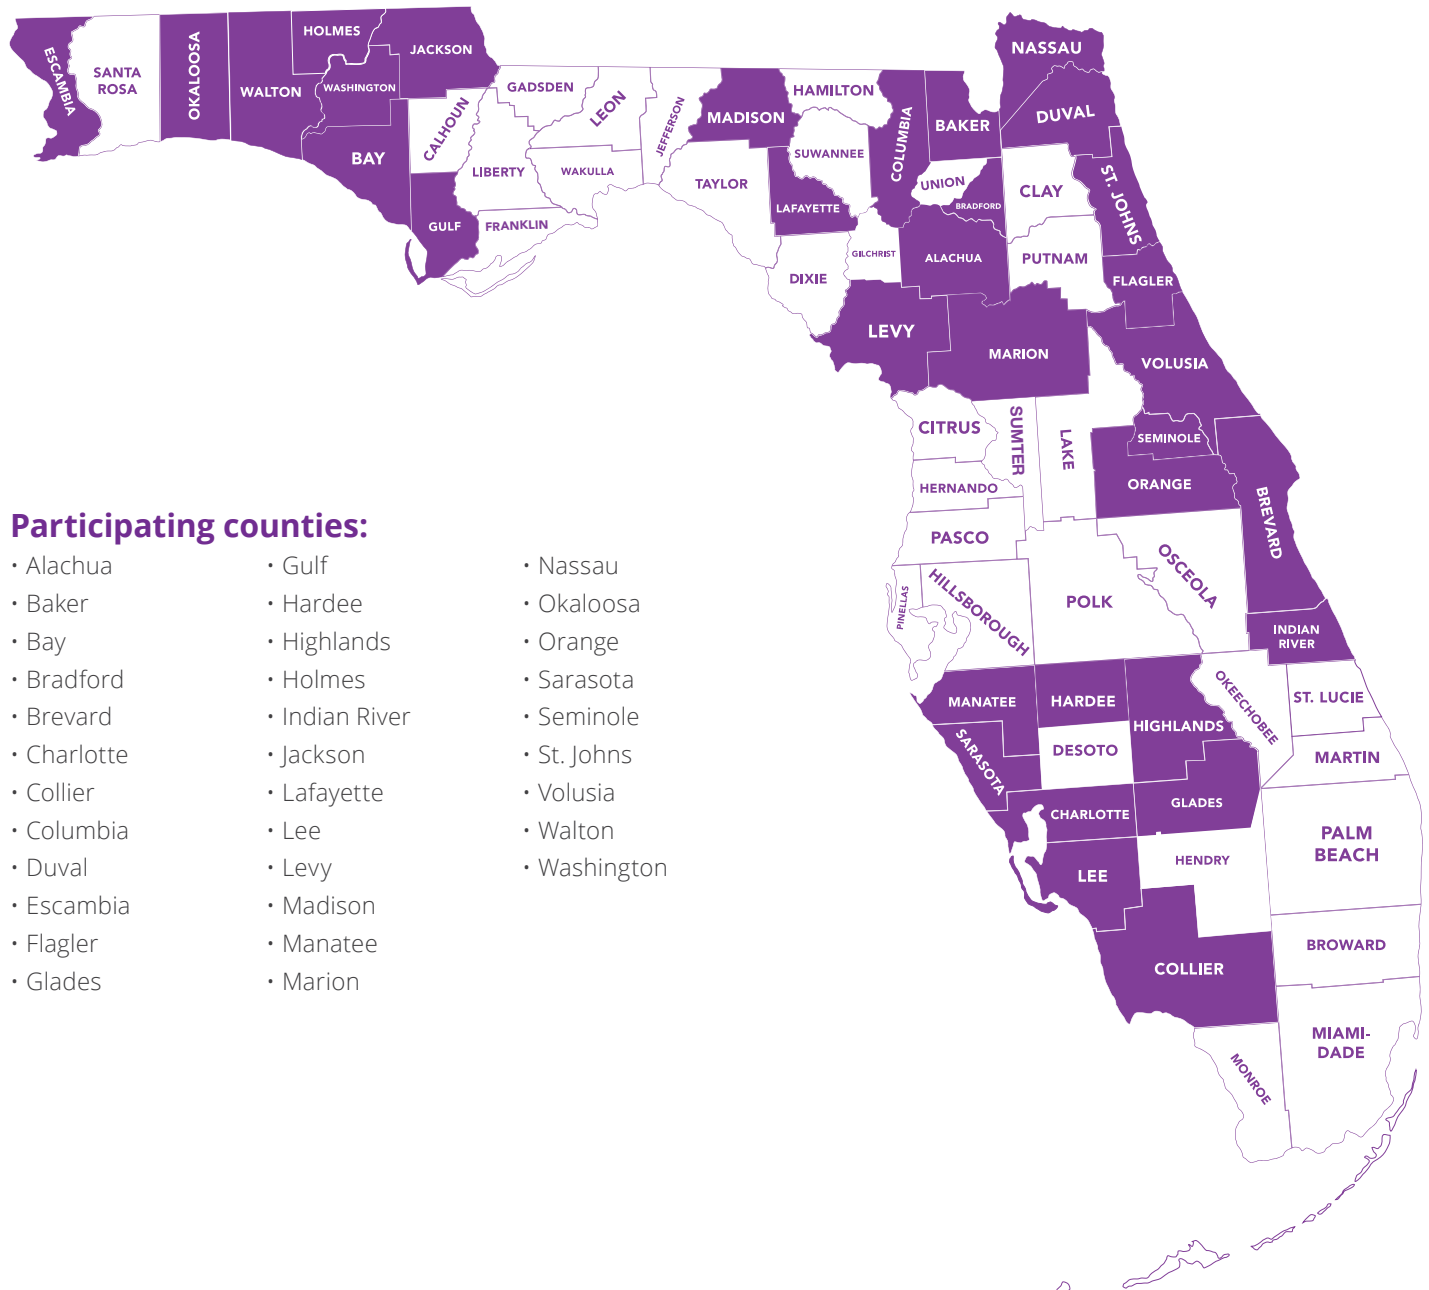 HOLMES
JACKSON
ESCAMBIA
SANTA
ROSA
OKALOOSA
WALTON
WASHINGTON
BAY
CALHOUN
GULF
GADSDEN
LIBERTY
FRANKLIN
LEON
WAKULLA
JEFFERSON
MADISON
TAYLOR
HAMILTON
SUWANNEE
LAFAYETTE
DIXIE
COLUMBIA
GILCHRIST
BAKER
UNION
BRADFORD
ALACHUA
NASSAU
DUVAL
CLAY
ST. JOHNS
PUTNAM
FLAGLER
LEVY
MARION
VOLUSIA
CITRUS
SUMTER
LAKE
SEMINOLE
HERNANDO
ORANGE
BREVARD
PASCO
PINELLAS
HILLSBOROUGH
POLK
OSCEOLA
INDIAN
RIVER
MANATEE
HARDEE
HIGHLANDS
OKEECHOBEE
ST. LUCIE
SARASOTA
DESOTO
MARTIN
CHARLOTTE
GLADES
PALM
BEACH
LEE
HENDRY
COLLIER
BROWARD
MIAMI-
DADE
MONROE
Participating counties:
• Alachua
• Baker
• Bay
• Bradford
• Brevard
• Charlotte
• Collier
• Columbia
• Duval
• Escambia
• Flagler
• Glades
• Gulf
• Hardee
• Highlands
• Holmes
• Indian River
• Jackson
• Lafayette
• Lee
• Levy
• Madison
• Manatee
• Marion
• Nassau
• Okaloosa
• Orange
• Sarasota
• Seminole
• St. Johns
• Volusia
• Walton
• Washington